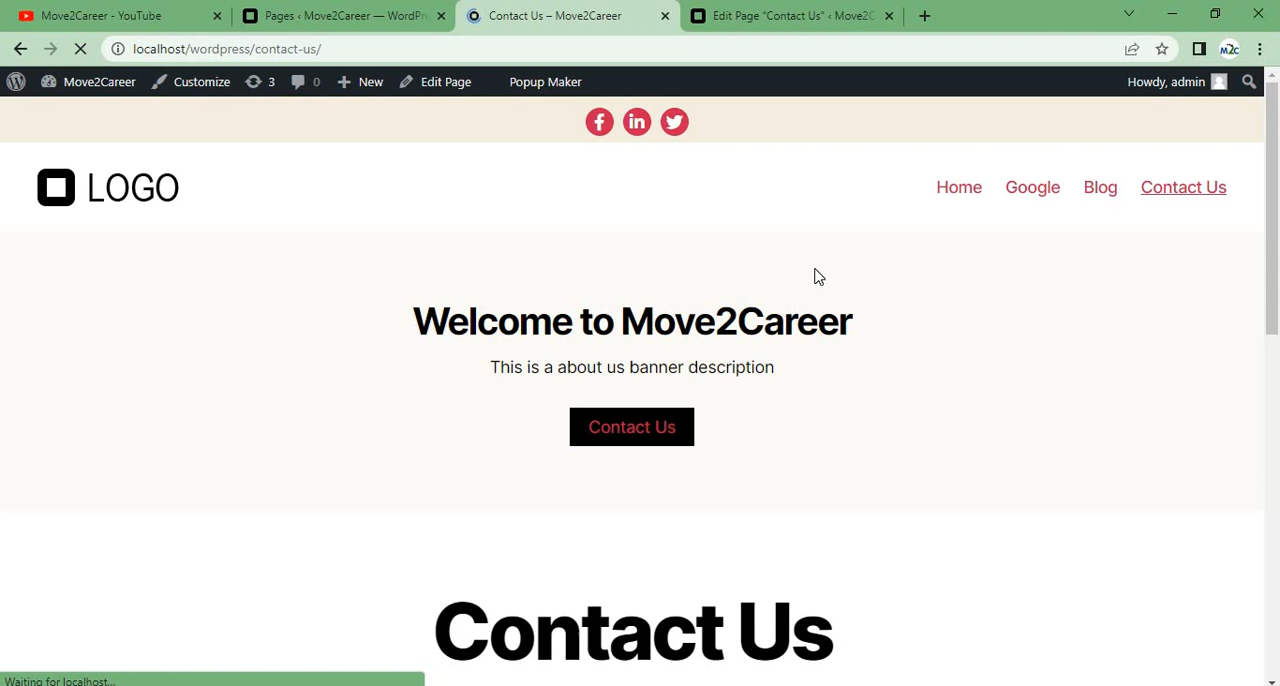 Move2Career - YouTube
Pages ‹ Move2Career — WordPr
Contact Us – Move2Career
Edit Page “Contact Us” ‹ Move2C
localhost/wordpress/contact-us/
M2C
Move2Career
Customize
3
0
New
Edit Page
Popup Maker
Howdy, admin
LOGO
Home
Google
Blog
Contact Us
Welcome to Move2Career
This is a about us banner description
Contact Us
Contact Us
Waiting for localhost...